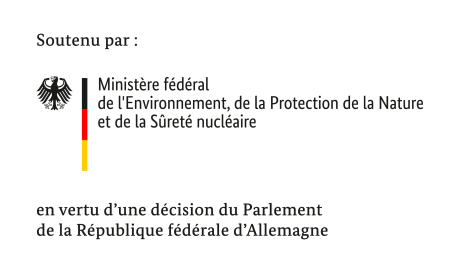 Soutenu par :
Ministère fédéral
de l'Environnement, de la Protection de la Nature
et de la Sûreté nucléaire
en vertu d’une décision du Parlement
de la République fédérale d’Allemagne